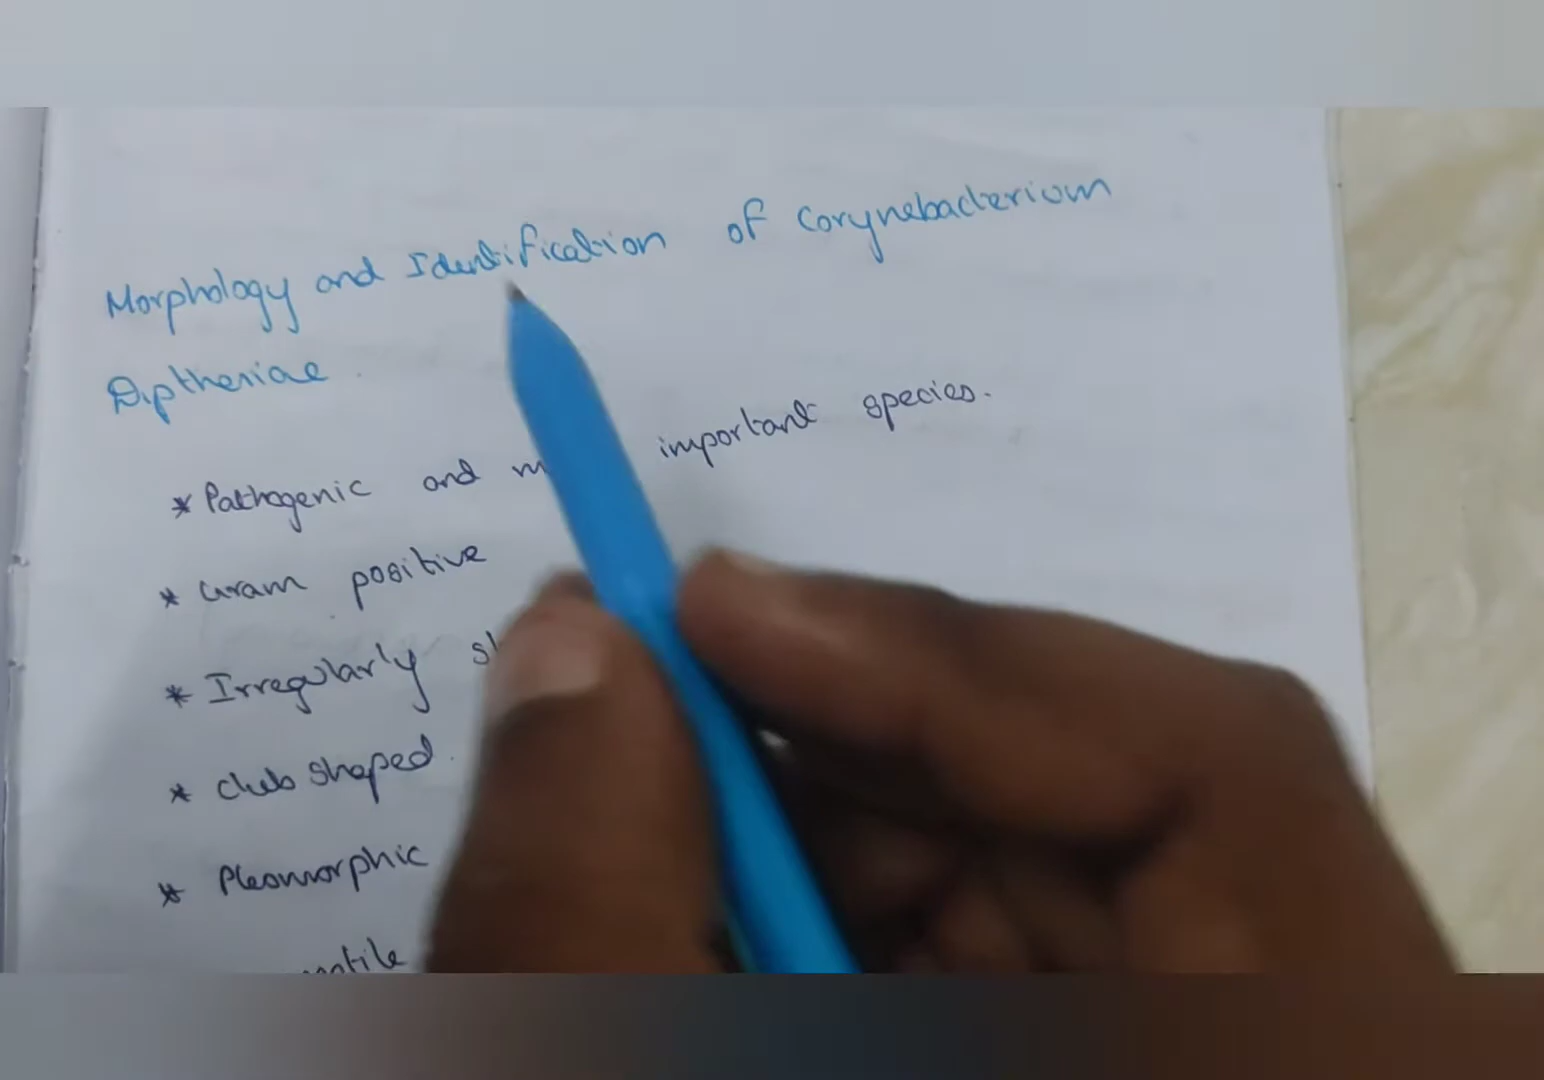 Morphology and Identification of Corynebacterium
Diptheriae.
* Pathogenic and important species.
* Gram positive
* Irregularly
* Club shaped.
* Pleomorphic